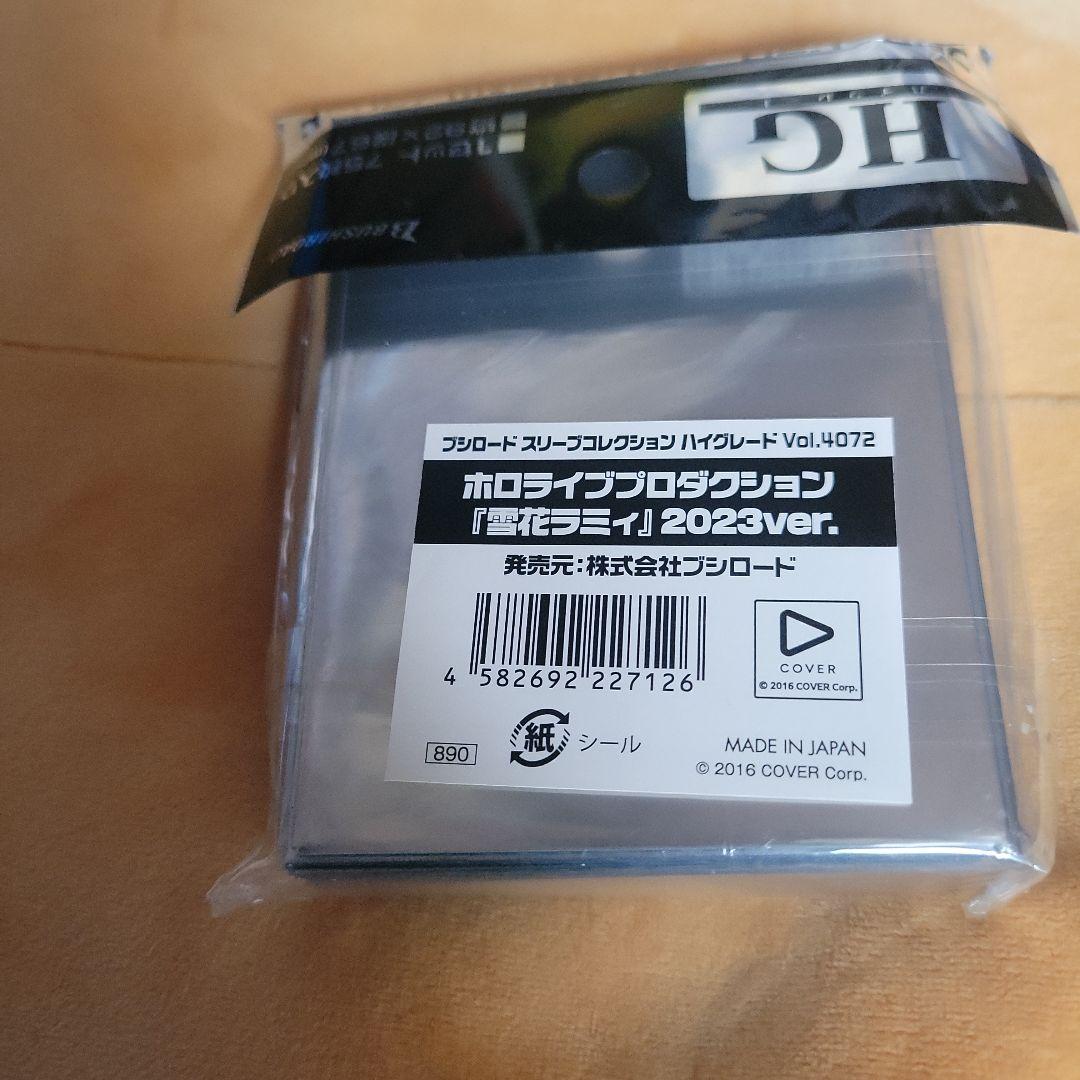 HG
BUSHIROAD
ブシロード スリーブコレクション ハイグレード Vol.4072
ホロライブプロダクション
『雪花ラミィ』2023ver.
発売元：株式会社ブシロード
4 582692 227126
COVER
© 2016 COVER Corp.
890
紙 シール
MADE IN JAPAN
© 2016 COVER Corp.